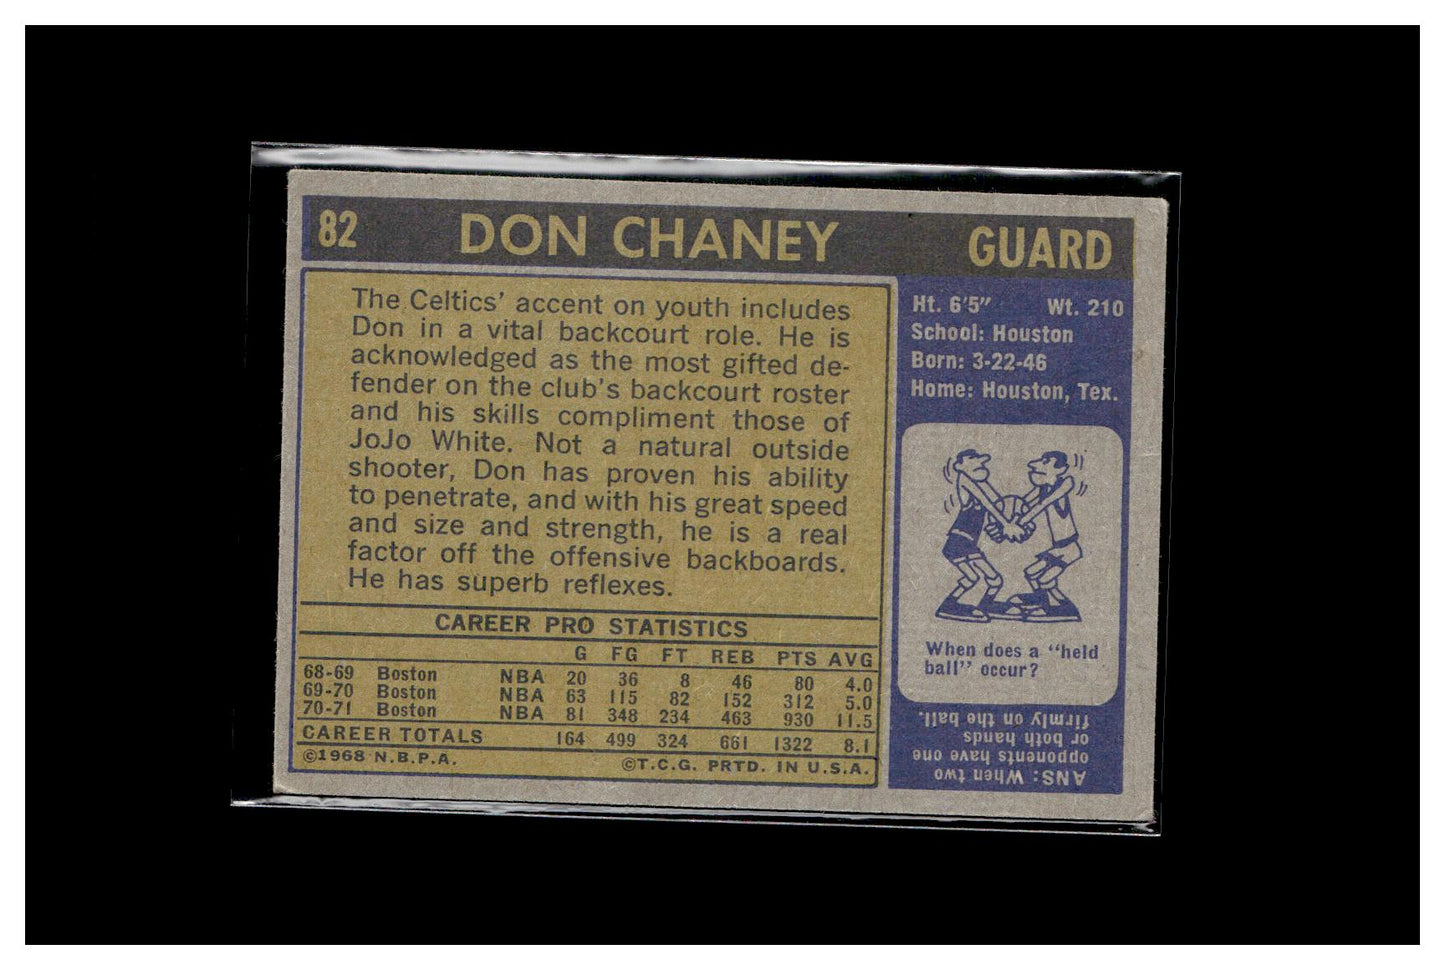 82 DON CHANEY GUARD
The Celtics' accent on youth includes
Don in a vital backcourt role. He is
acknowledged as the most gifted de-
fender on the club's backcourt roster
and his skills compliment those of
JoJo White. Not a natural outside
shooter, Don has proven his ability
to penetrate, and with his great speed
and size and strength, he is a real
factor off the offensive backboards.
He has superb reflexes.
CAREER PRO STATISTICS
G FG FT REB PTS AVG
68-69 Boston NBA 20 36 8 46 80 4.0
69-70 Boston NBA 63 115 82 152 312 5.0
70-71 Boston NBA 81 348 234 463 930 11.5
CAREER TOTALS 164 499 324 661 1322 8.1
©1968 N.B.P.A. ©T.C.G. PRTD. IN U.S.A.
Ht. 6'5" Wt. 210
School: Houston
Born: 3-22-46
Home: Houston, Tex.
When does a "held
ball" occur?
ANS: When two
opponents have one
or both hands
firmly on the ball.